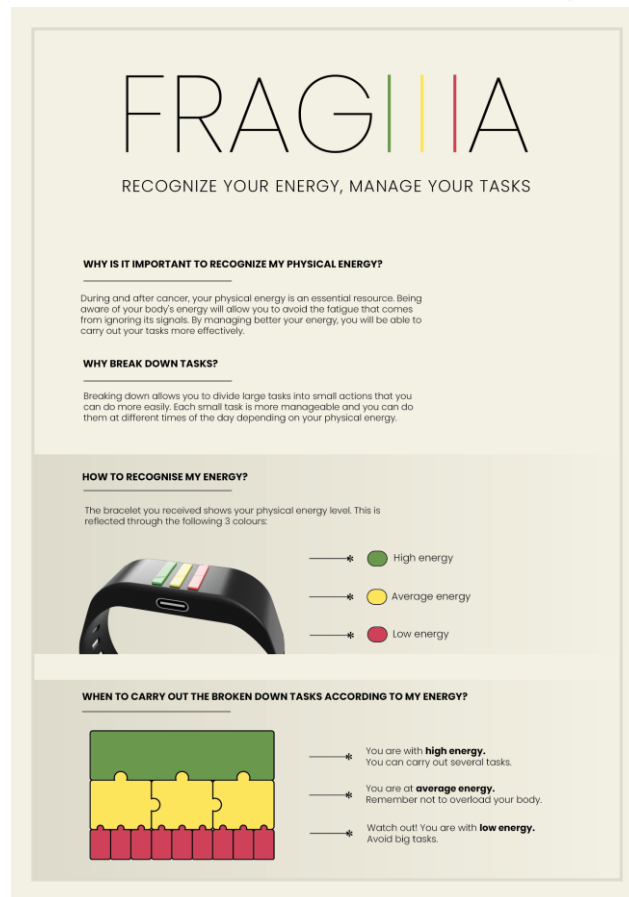 FRAGIIIA
RECOGNIZE YOUR ENERGY, MANAGE YOUR TASKS
WHY IS IT IMPORTANT TO RECOGNIZE MY PHYSICAL ENERGY?
During and after cancer, your physical energy is an essential resource. Being
aware of your body's energy will allow you to avoid the fatigue that comes
from ignoring its signals. By managing better your energy, you will be able to
carry out your tasks more effectively.
WHY BREAK DOWN TASKS?
Breaking down allows you to divide large tasks into small actions that you
can do more easily. Each small task is more manageable and you can do
them at different times of the day depending on your physical energy.
HOW TO RECOGNISE MY ENERGY?
The bracelet you received shows your physical energy level. This is
reflected through the following 3 colours:
High energy
Average energy
Low energy
WHEN TO CARRY OUT THE BROKEN DOWN TASKS ACCORDING TO MY ENERGY?
You are with high energy.
You can carry out several tasks.
You are at average energy.
Remember not to overload your body.
Watch out! You are with low energy.
Avoid big tasks.